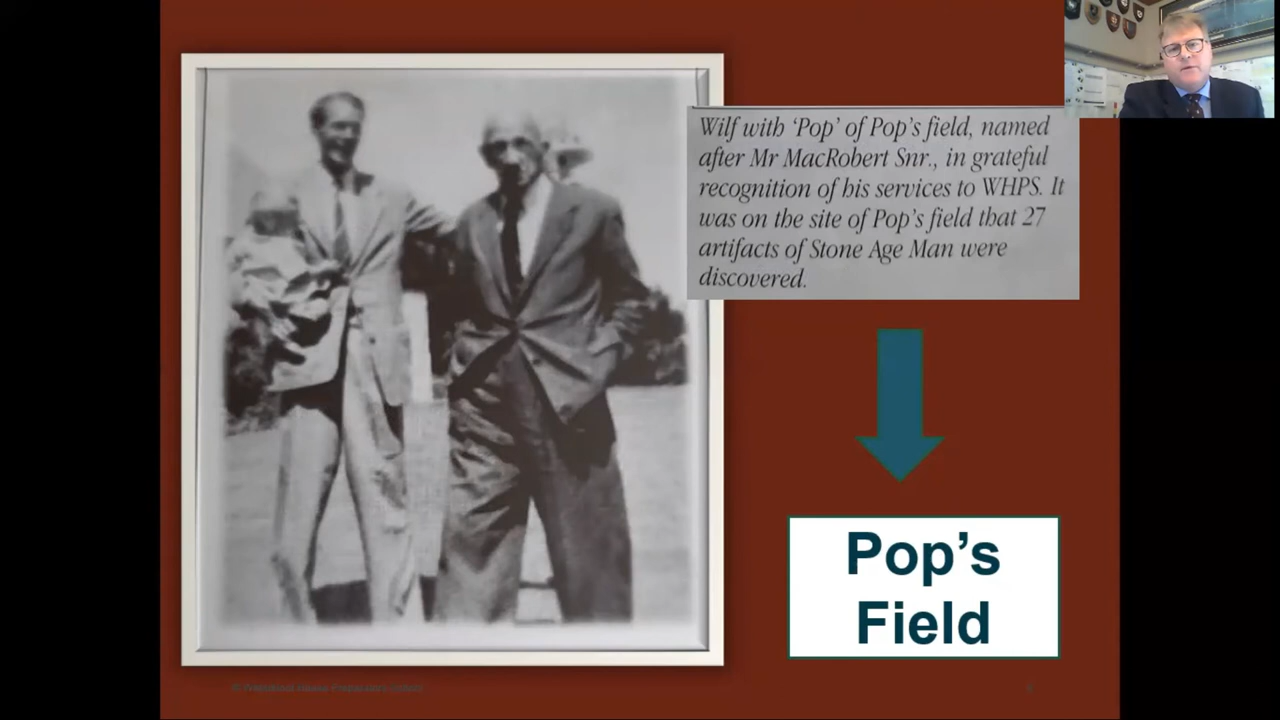 Wilf with ‘Pop’ of Pop’s field, named
after Mr MacRobert Snr., in grateful
recognition of his services to WHPS. It
was on the site of Pop’s field that 27
artifacts of Stone Age Man were
discovered.
Pop’s
Field